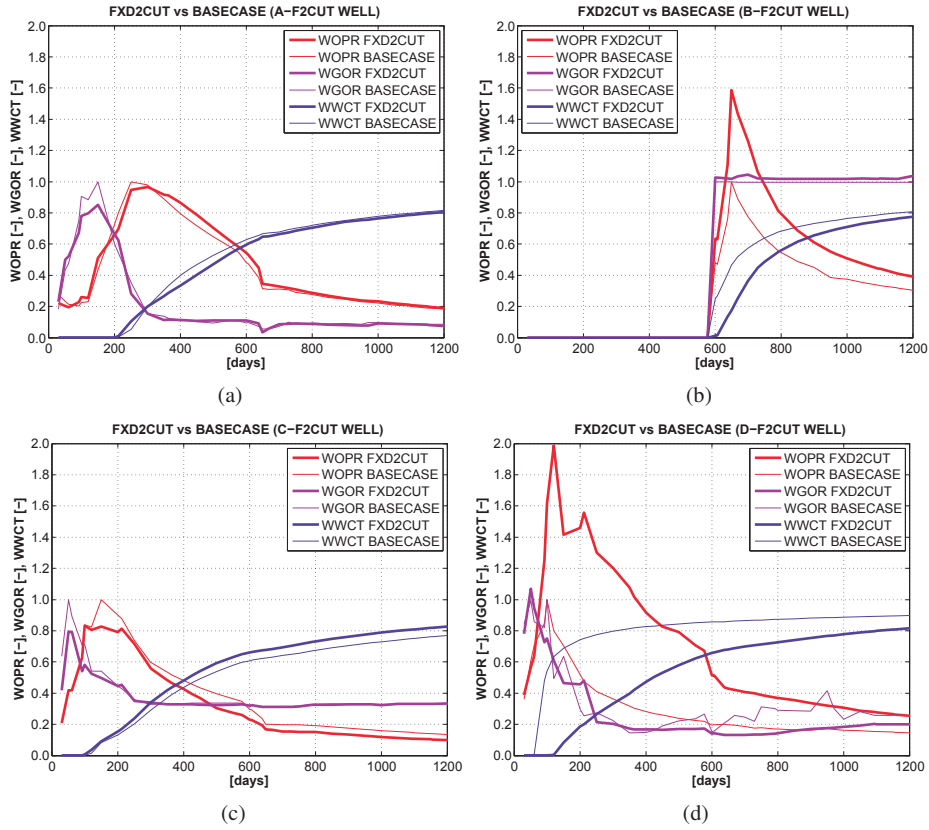 FXD2CUT vs BASECASE (A−F2CUT WELL)
WOPR [−], WGOR [−], WWCT [−]
2.0
1.8
1.6
1.4
1.2
1.0
0.8
0.6
0.4
0.2
0.0
WOPR FXD2CUT
WOPR BASECASE
WGOR FXD2CUT
WGOR BASECASE
WWCT FXD2CUT
WWCT BASECASE
0 200 400 600 800 1000 1200
[days]
(a)
FXD2CUT vs BASECASE (B−F2CUT WELL)
WOPR [−], WGOR [−], WWCT [−]
2.0
1.8
1.6
1.4
1.2
1.0
0.8
0.6
0.4
0.2
0.0
WOPR FXD2CUT
WOPR BASECASE
WGOR FXD2CUT
WGOR BASECASE
WWCT FXD2CUT
WWCT BASECASE
0 200 400 600 800 1000 1200
[days]
(b)
FXD2CUT vs BASECASE (C−F2CUT WELL)
WOPR [−], WGOR [−], WWCT [−]
2.0
1.8
1.6
1.4
1.2
1.0
0.8
0.6
0.4
0.2
0.0
WOPR FXD2CUT
WOPR BASECASE
WGOR FXD2CUT
WGOR BASECASE
WWCT FXD2CUT
WWCT BASECASE
0 200 400 600 800 1000 1200
[days]
(c)
FXD2CUT vs BASECASE (D−F2CUT WELL)
WOPR [−], WGOR [−], WWCT [−]
2.0
1.8
1.6
1.4
1.2
1.0
0.8
0.6
0.4
0.2
0.0
WOPR FXD2CUT
WOPR BASECASE
WGOR FXD2CUT
WGOR BASECASE
WWCT FXD2CUT
WWCT BASECASE
0 200 400 600 800 1000 1200
[days]
(d)